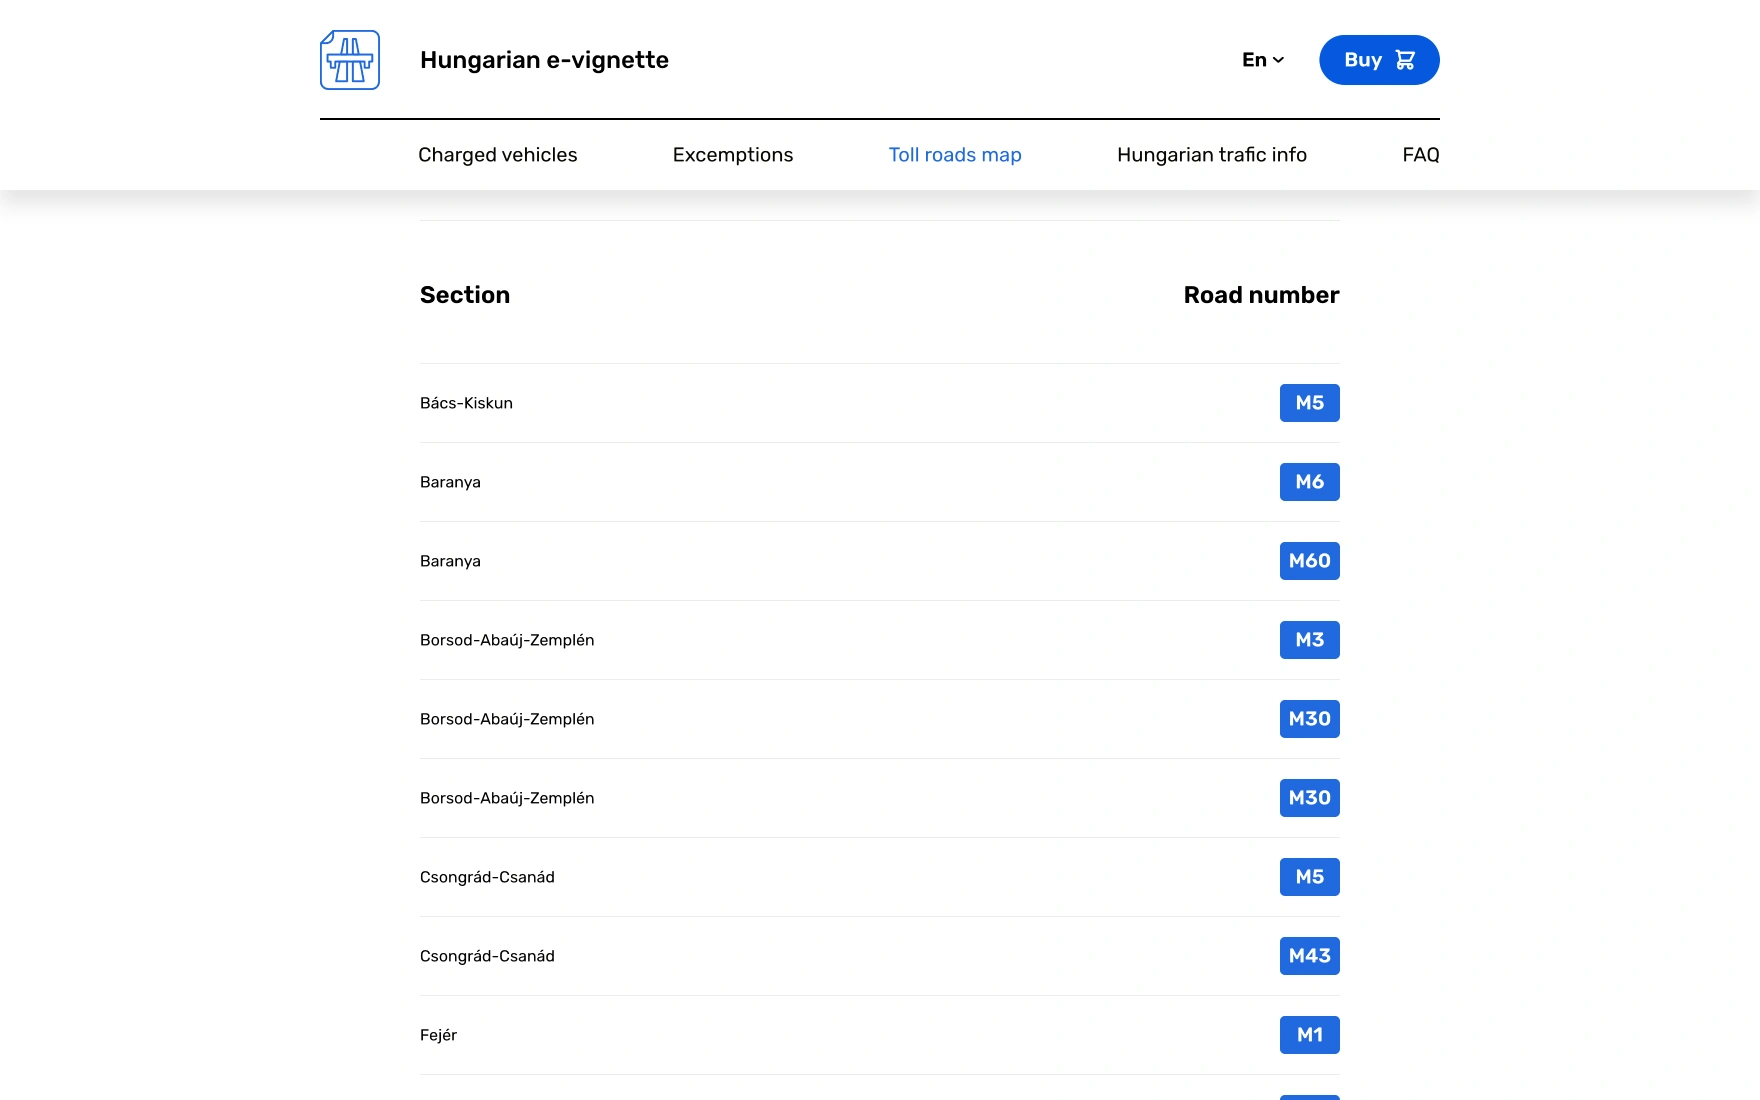 Hungarian e-vignette
En
Buy
Charged vehicles
Excemptions
Toll roads map
Hungarian trafic info
FAQ
Section
Road number
Bács-Kiskun
M5
Baranya
M6
Baranya
M60
Borsod-Abaúj-Zemplén
M3
Borsod-Abaúj-Zemplén
M30
Borsod-Abaúj-Zemplén
M30
Csongrád-Csanád
M5
Csongrád-Csanád
M43
Fejér
M1